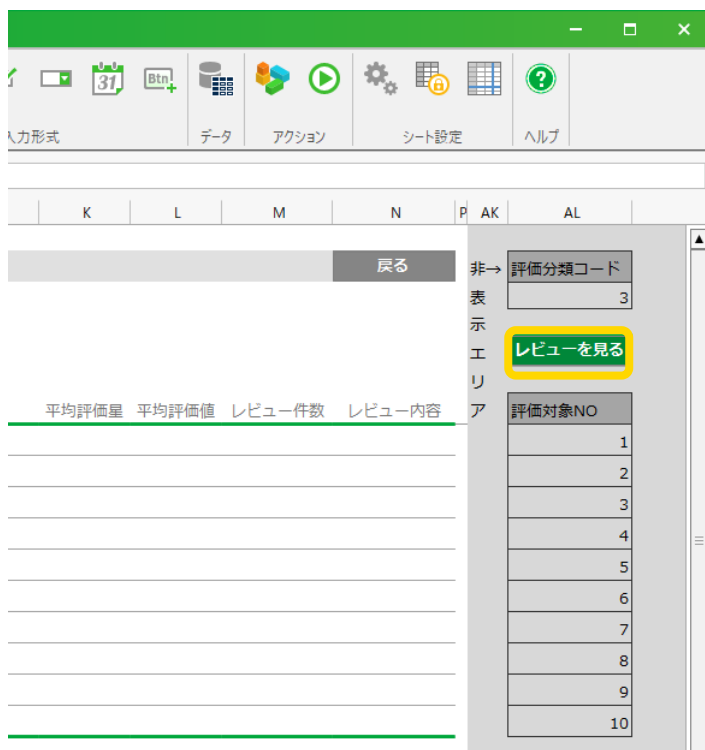 31
Btn
入力形式
データ
アクション
シート設定
ヘルプ
K L M N P AK AL
戻る
非→
表
示
エ
リ
ア
評価分類コード
3
レビューを見る
平均評価星 平均評価値 レビュー件数 レビュー内容
評価対象NO
1
2
3
4
5
6
7
8
9
10